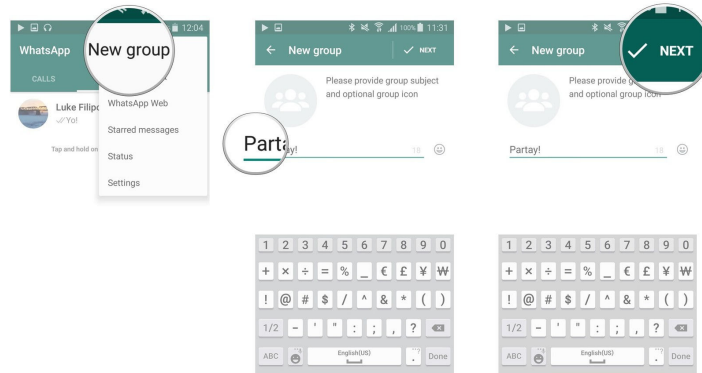 12:04
WhatsApp
New group
CALLS
Luke Filipo
Yo!
WhatsApp Web
Starred messages
Tap and hold on
Status
Settings
100% 11:31
New group
NEXT
Please provide group subject
and optional group icon
Partay!
18
1 2 3 4 5 6 7 8 9 0
+ × ÷ = % _ € £ ¥ ₩
! @ # $ / ^ & * ( )
1/2 - ' " : ; , ?
ABC English(US) . Done
New group
NEXT
Please provide g
and optional group icon
Partay!
18
1 2 3 4 5 6 7 8 9 0
+ × ÷ = % _ € £ ¥ ₩
! @ # $ / ^ & * ( )
1/2 - ' " : ; , ?
ABC English(US) . Done